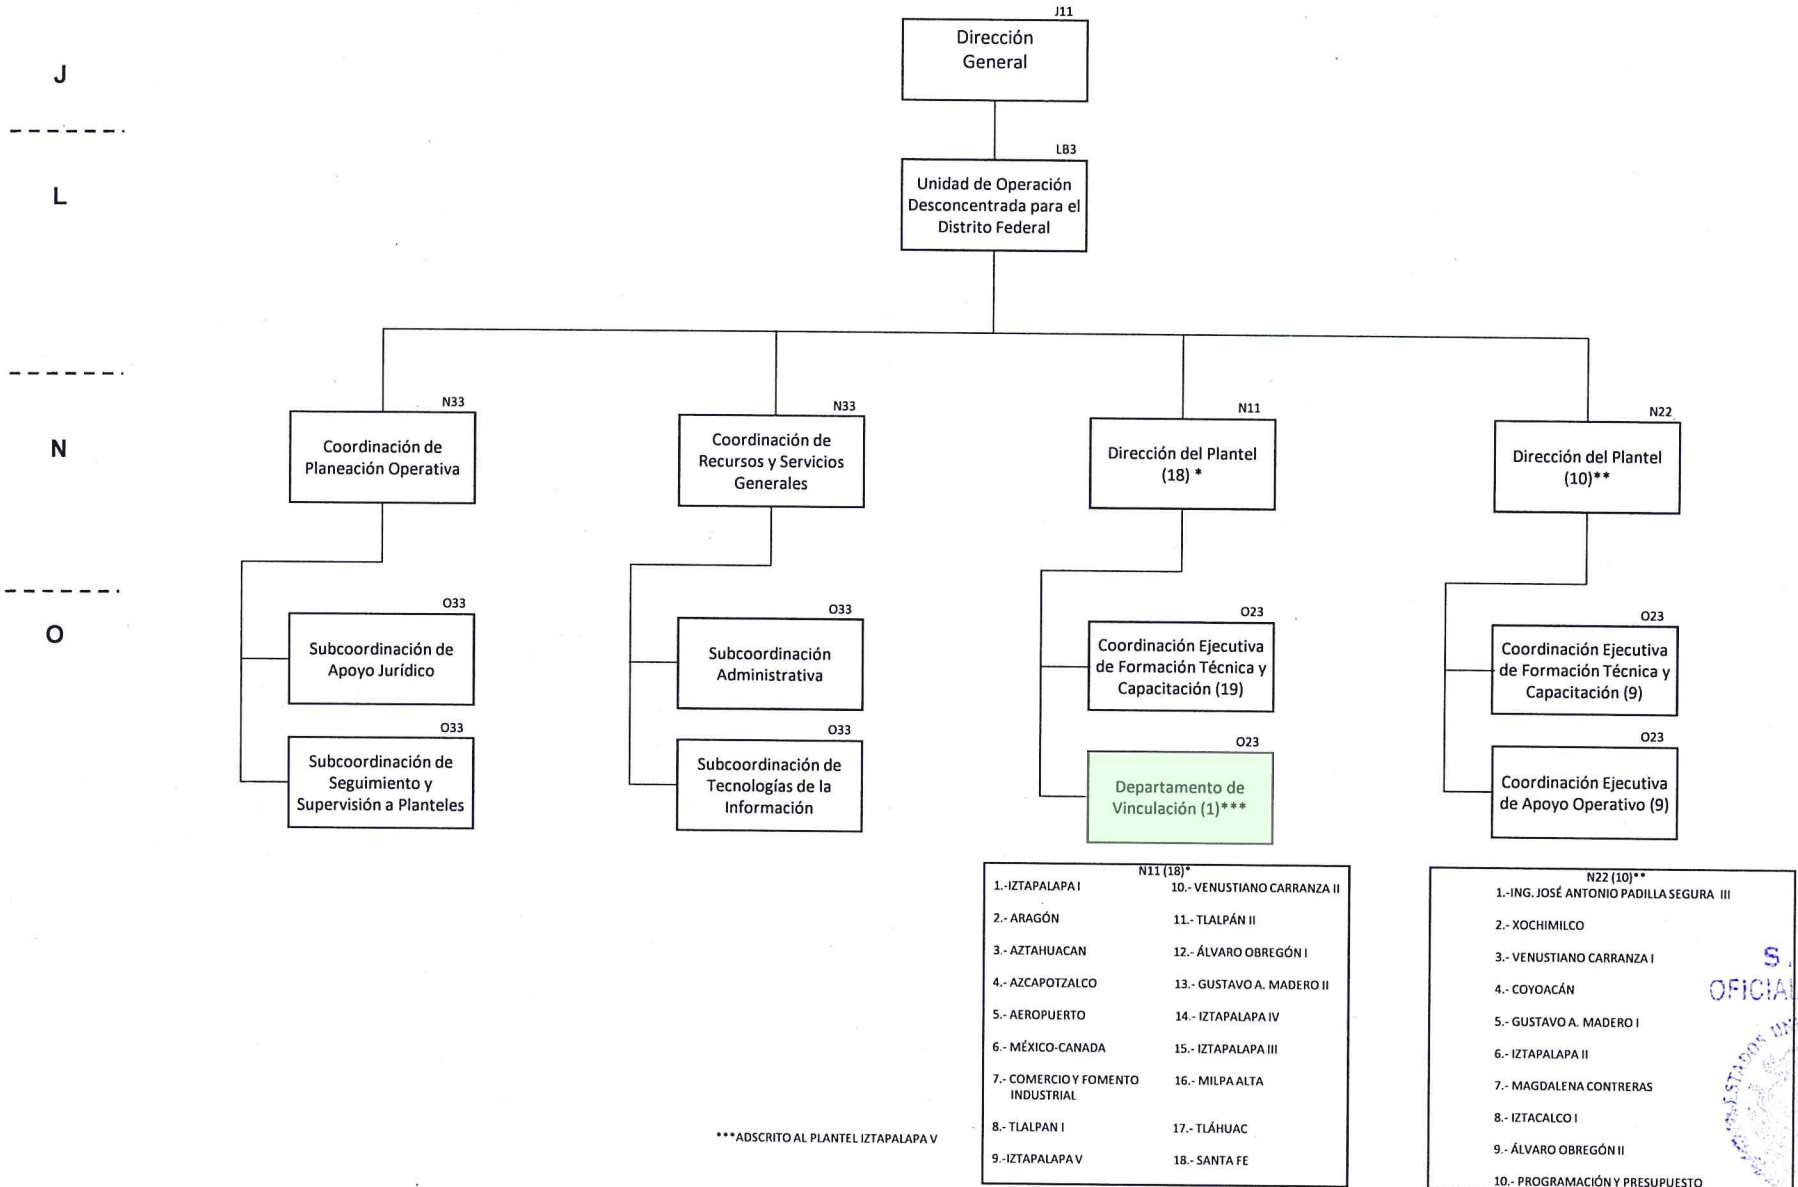 J11
Dirección
General
J
LB3
Unidad de Operación
Desconcentrada para el
Distrito Federal
L
N33
Coordinación de
Planeación Operativa
N33
Coordinación de
Recursos y Servicios
Generales
N11
Dirección del Plantel
(18) *
N22
Dirección del Plantel
(10)**
N
O33
Subcoordinación de
Apoyo Jurídico
O33
Subcoordinación
Administrativa
O23
Coordinación Ejecutiva
de Formación Técnica y
Capacitación (19)
O23
Coordinación Ejecutiva
de Formación Técnica y
Capacitación (9)
O
O33
Subcoordinación de
Seguimiento y
Supervisión a Planteles
O33
Subcoordinación de
Tecnologías de la
Información
O23
Departamento de
Vinculación (1)***
O23
Coordinación Ejecutiva
de Apoyo Operativo (9)
N11 (18)*
1.-IZTAPALAPA I
2.- ARAGÓN
3.- AZTAHUACAN
4.- AZCAPOTZALCO
5.- AEROPUERTO
6.- MÉXICO-CANADA
7.- COMERCIO Y FOMENTO
INDUSTRIAL
8.- TLALPAN I
9.-IZTAPALAPA V
10.- VENUSTIANO CARRANZA II
11.- TLALPÁN II
12.- ÁLVARO OBREGÓN I
13.- GUSTAVO A. MADERO II
14.- IZTAPALAPA IV
15.- IZTAPALAPA III
16.- MILPA ALTA
17.- TLÁHUAC
18.- SANTA FE
N22 (10)**
1.-ING. JOSÉ ANTONIO PADILLA SEGURA III
2.- XOCHIMILCO
3.- VENUSTIANO CARRANZA I
4.- COYOACÁN
5.- GUSTAVO A. MADERO I
6.- IZTAPALAPA II
7.- MAGDALENA CONTRERAS
8.- IZTACALCO I
9.- ÁLVARO OBREGÓN II
10.- PROGRAMACIÓN Y PRESUPUESTO
***ADSCRITO AL PLANTEL IZTAPALAPA V
S.
OFICIAL
ESTADOS UN